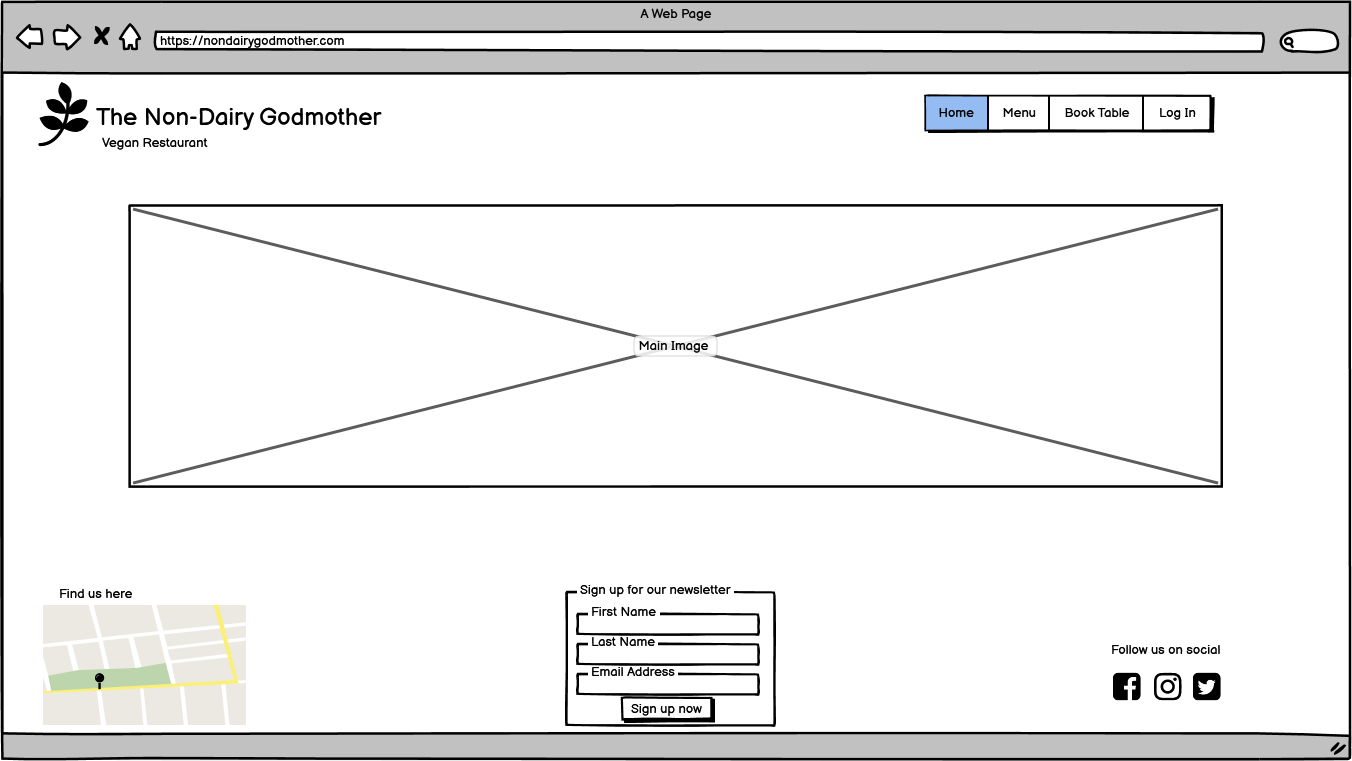 A Web Page
https://nondairygodmother.com
The Non-Dairy Godmother
Vegan Restaurant
Home
Menu
Book Table
Log In
Main Image
Find us here
Sign up for our newsletter
First Name
Last Name
Email Address
Sign up now
Follow us on social